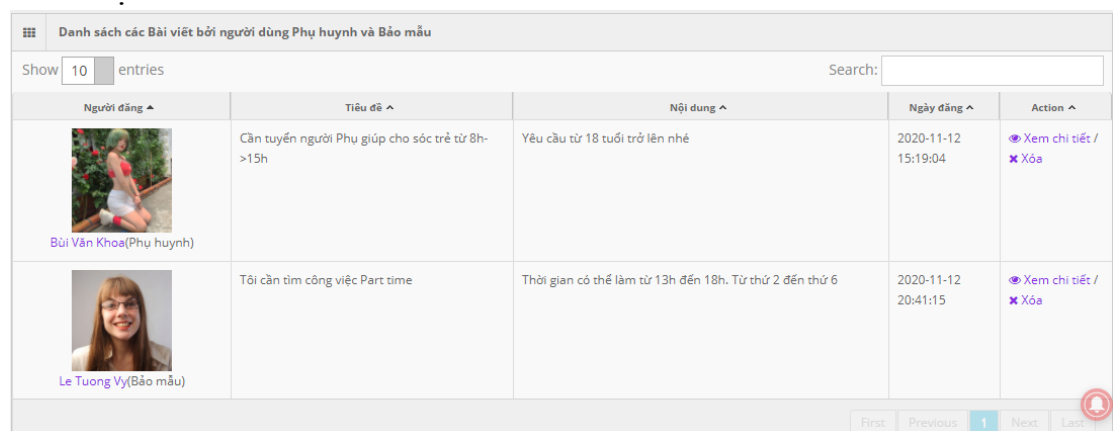 Danh sách các Bài viết bởi người dùng Phụ huynh và Bảo mẫu
Show 10 entries
Search:
Người đăng
Tiêu đề
Nội dung
Ngày đăng
Action
Cần tuyển người Phụ giúp cho sóc trẻ từ 8h-
>15h
Yêu cầu từ 18 tuổi trở lên nhé
2020-11-12
15:19:04
Xem chi tiết /
Xóa
Bùi Văn Khoa(Phụ huynh)
Tôi cần tìm công việc Part time
Thời gian có thể làm từ 13h đến 18h. Từ thứ 2 đến thứ 6
2020-11-12
20:41:15
Xem chi tiết /
Xóa
Le Tuong Vy(Bảo mẫu)
First Previous 1 Next Last